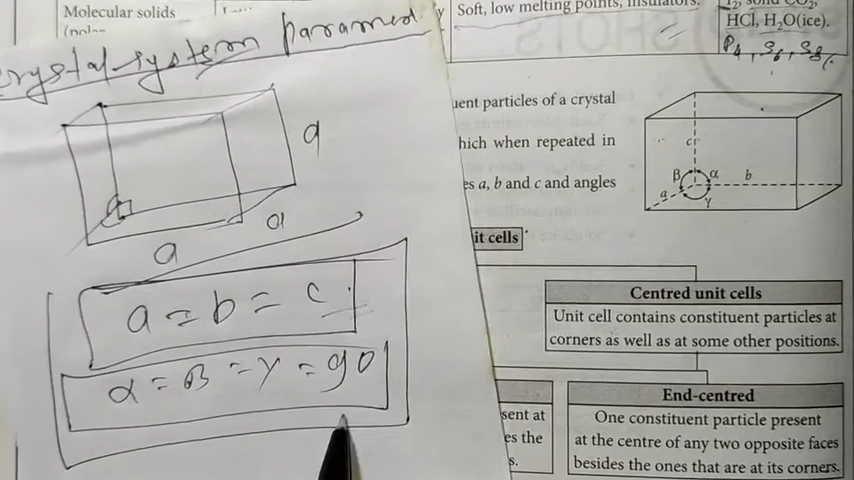 Molecular solids
Soft, low melting points, insulators.
HCl, H₂O(ice).
P4, S6, S8
Crystal system
a
a
a
a = b = c
α = β = γ = 90
uent particles of a crystal
hich when repeated in
es a, b and c and angles
c
β
α
b
a
γ
it cells
Centred unit cells
Unit cell contains constituent particles at
corners as well as at some other positions.
sent at
es the
s.
End-centred
One constituent particle present
at the centre of any two opposite faces
besides the ones that are at its corners.